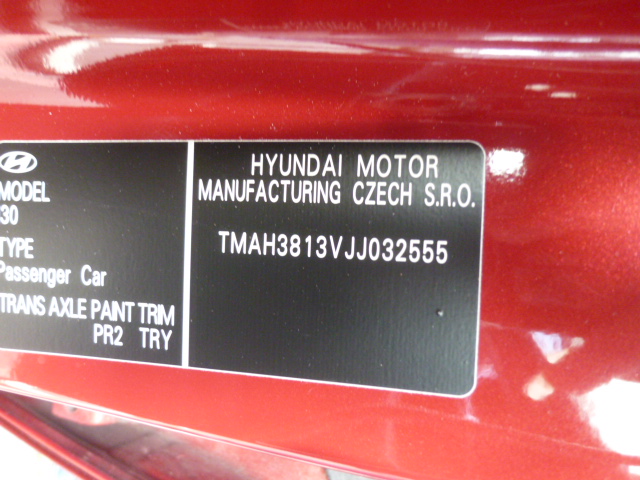 MODEL
30
TYPE
Passenger Car
TRANS AXLE PAINT TRIM
PR2 TRY
HYUNDAI MOTOR
MANUFACTURING CZECH S.R.O.
TMAH3813VJJ032555